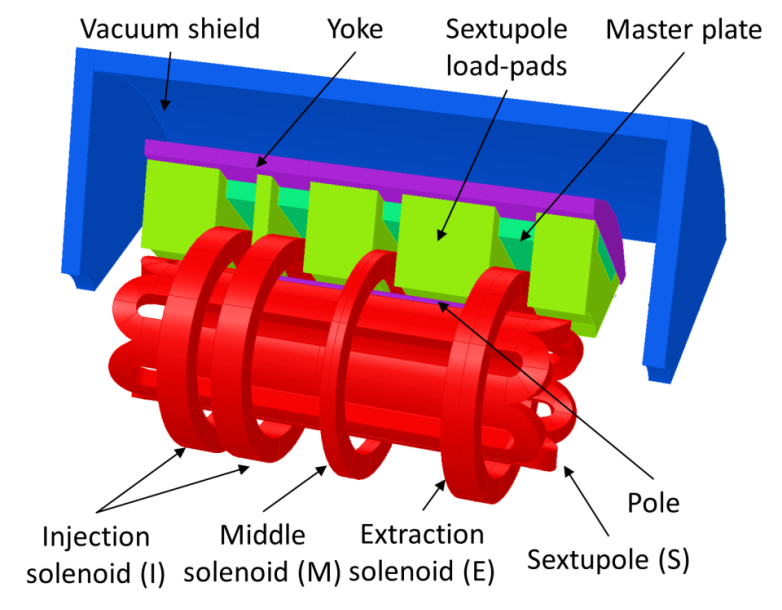 Vacuum shield
Yoke
Sextupole
load-pads
Master plate
Injection
solenoid (I)
Middle
solenoid (M)
Extraction
solenoid (E)
Pole
Sextupole (S)